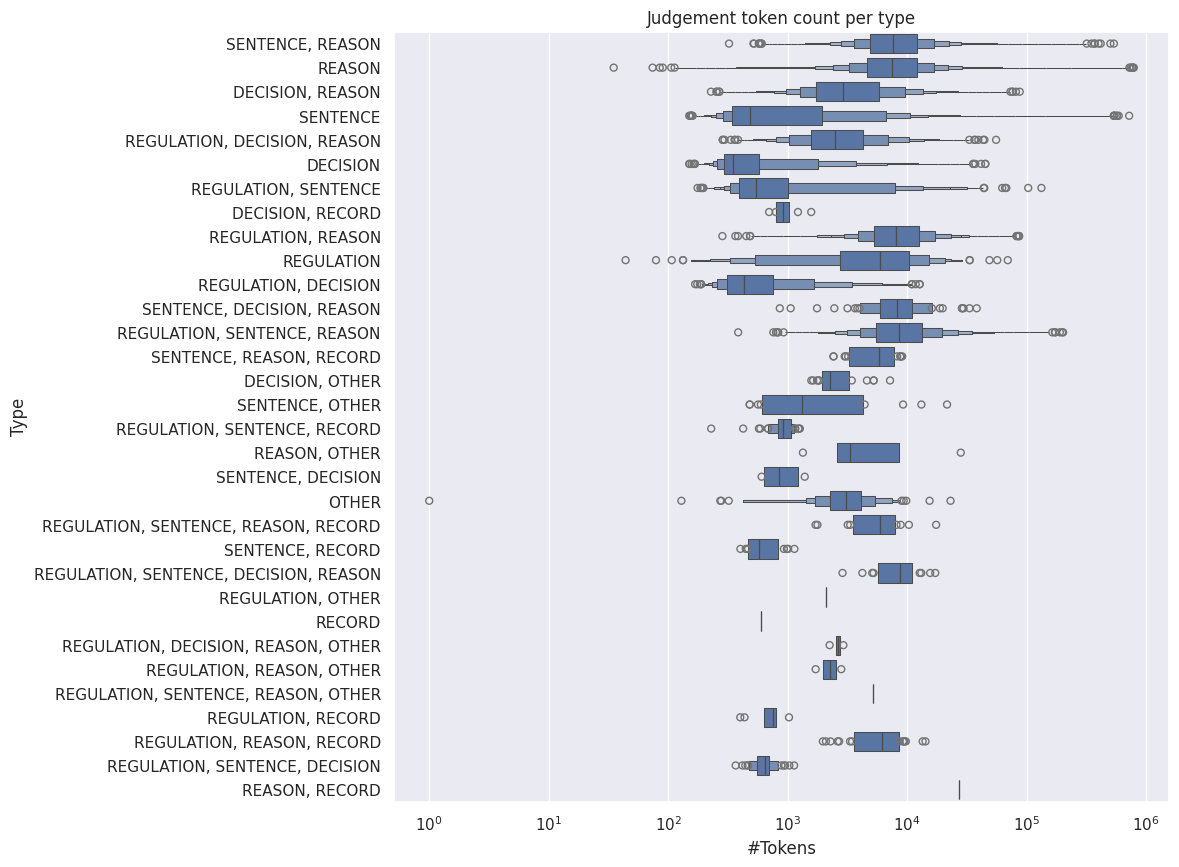 Judgement token count per type
SENTENCE, REASON
REASON
DECISION, REASON
SENTENCE
REGULATION, DECISION, REASON
DECISION
REGULATION, SENTENCE
DECISION, RECORD
REGULATION, REASON
REGULATION
REGULATION, DECISION
SENTENCE, DECISION, REASON
REGULATION, SENTENCE, REASON
SENTENCE, REASON, RECORD
DECISION, OTHER
SENTENCE, OTHER
REGULATION, SENTENCE, RECORD
REASON, OTHER
SENTENCE, DECISION
OTHER
REGULATION, SENTENCE, REASON, RECORD
SENTENCE, RECORD
REGULATION, SENTENCE, DECISION, REASON
REGULATION, OTHER
RECORD
REGULATION, DECISION, REASON, OTHER
REGULATION, REASON, OTHER
REGULATION, SENTENCE, REASON, OTHER
REGULATION, RECORD
REGULATION, REASON, RECORD
REGULATION, SENTENCE, DECISION
REASON, RECORD
Type
10⁰ 10¹ 10² 10³ 10⁴ 10⁵ 10⁶
#Tokens